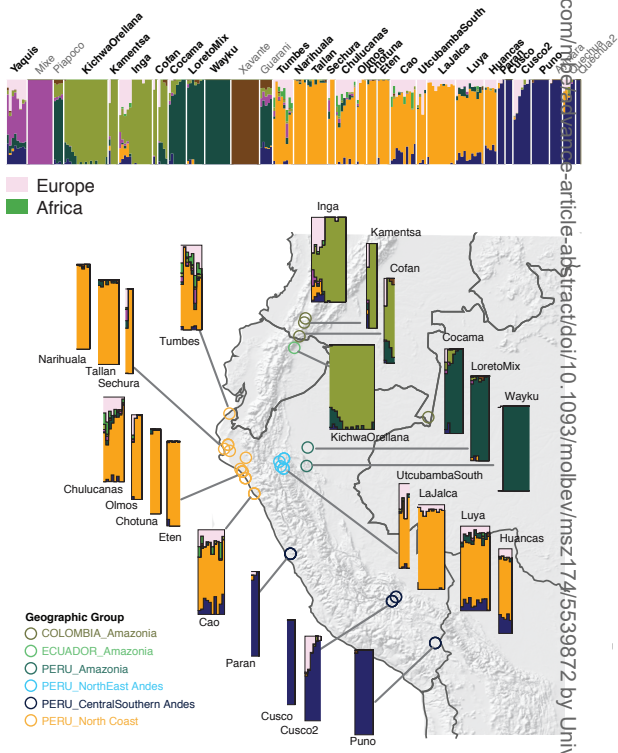 Yaquis
Mixe
Piapoco
KichwaOrellana
Kamentsa
Inga
Cofan
Cocama
LoretoMix
Wayku
Xavante
Guarani
Tumbes
Narihuala
Tallan
Sechura
Chulucanas
Olmos
Chotuna
Eten
Cao
UtcubambaSouth
LaJalca
Luya
Huancas
Paran
Cusco
Cusco2
Puno
Quechua2
Europe
Africa
Inga
Kamentsa
Cofan
Tumbes
Narihuala
Tallan
Sechura
Cocama
LoretoMix
Wayku
KichwaOrellana
Chulucanas
Olmos
Chotuna
Eten
UtcubambaSouth
LaJalca
Luya
Huancas
Cao
Paran
Cusco
Cusco2
Puno
Geographic Group
COLOMBIA_Amazonia
ECUADOR_Amazonia
PERU_Amazonia
PERU_NorthEast Andes
PERU_CentralSouthern Andes
PERU_North Coast
-article-abstract/doi/10.1093/molbev/msz174/5539872 by Uni